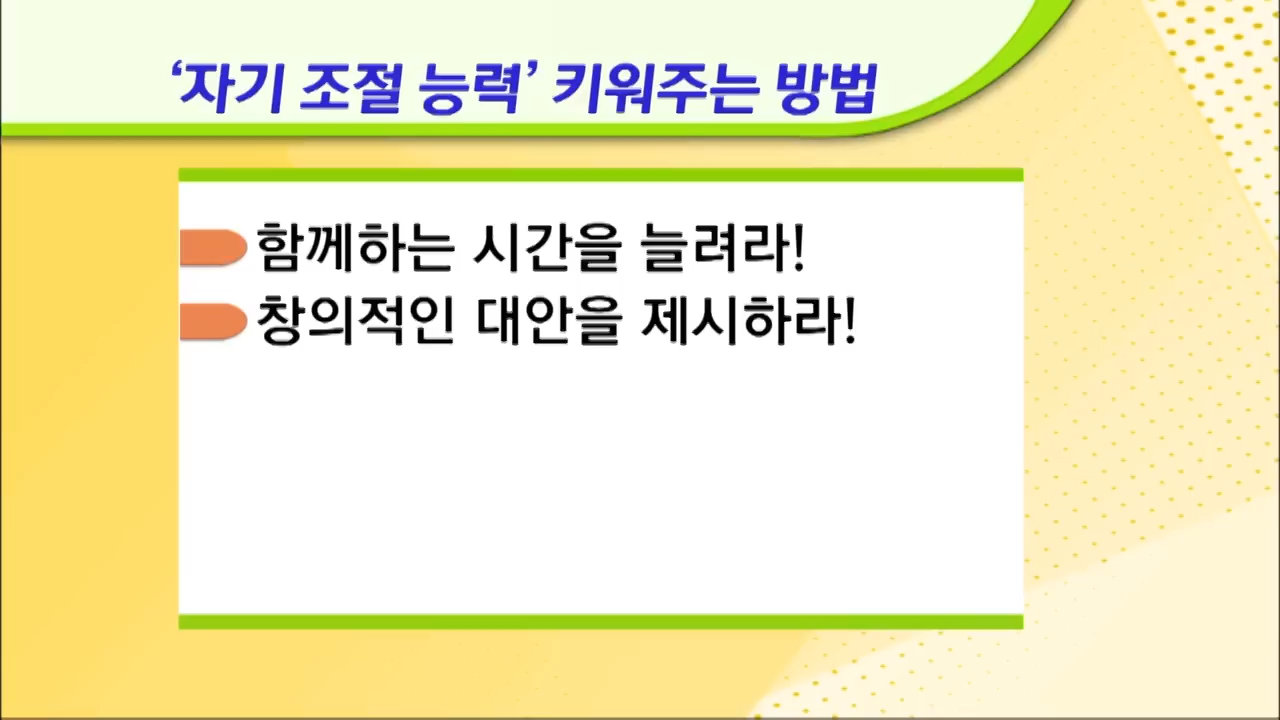 ‘자기 조절 능력’ 키워주는 방법
함께하는 시간을 늘려라!
창의적인 대안을 제시하라!